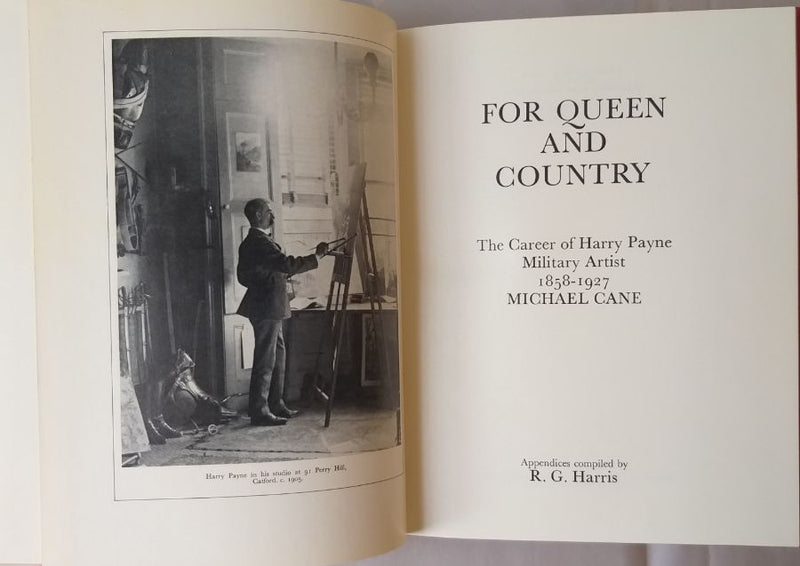 Harry Payne in his studio at 91 Perry Hill,
Catford, c. 1905.
FOR QUEEN
AND
COUNTRY
The Career of Harry Payne
Military Artist
1858-1927
MICHAEL CANE
Appendices compiled by
R. G. Harris